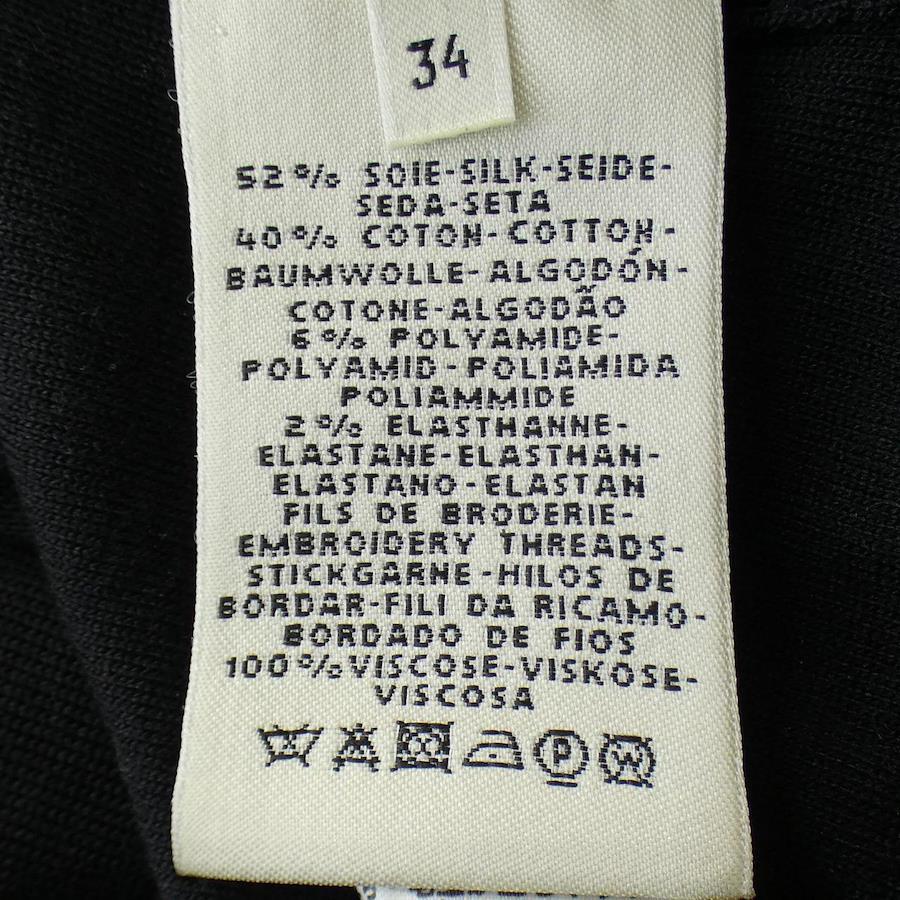 34
52% SOIE-SILK-SEIDE-
SEDA-SETA
40% COTON-COTTON-
BAUMWOLLE-ALGODÓN-
COTONE-ALGODÃO
6% POLYAMIDE-
POLYAMID-POLIAMIDA
POLIAMMIDE
2% ELASTHANNE-
ELASTANE-ELASTHAN-
ELASTANO-ELASTAN
FILS DE BRODERIE-
EMBROIDERY THREADS-
STICKGARNE-HILOS DE
BORDAR-FILI DA RICAMO-
BORDADO DE FIOS
100% VISCOSE-VISKOSE-
VISCOSA
P W